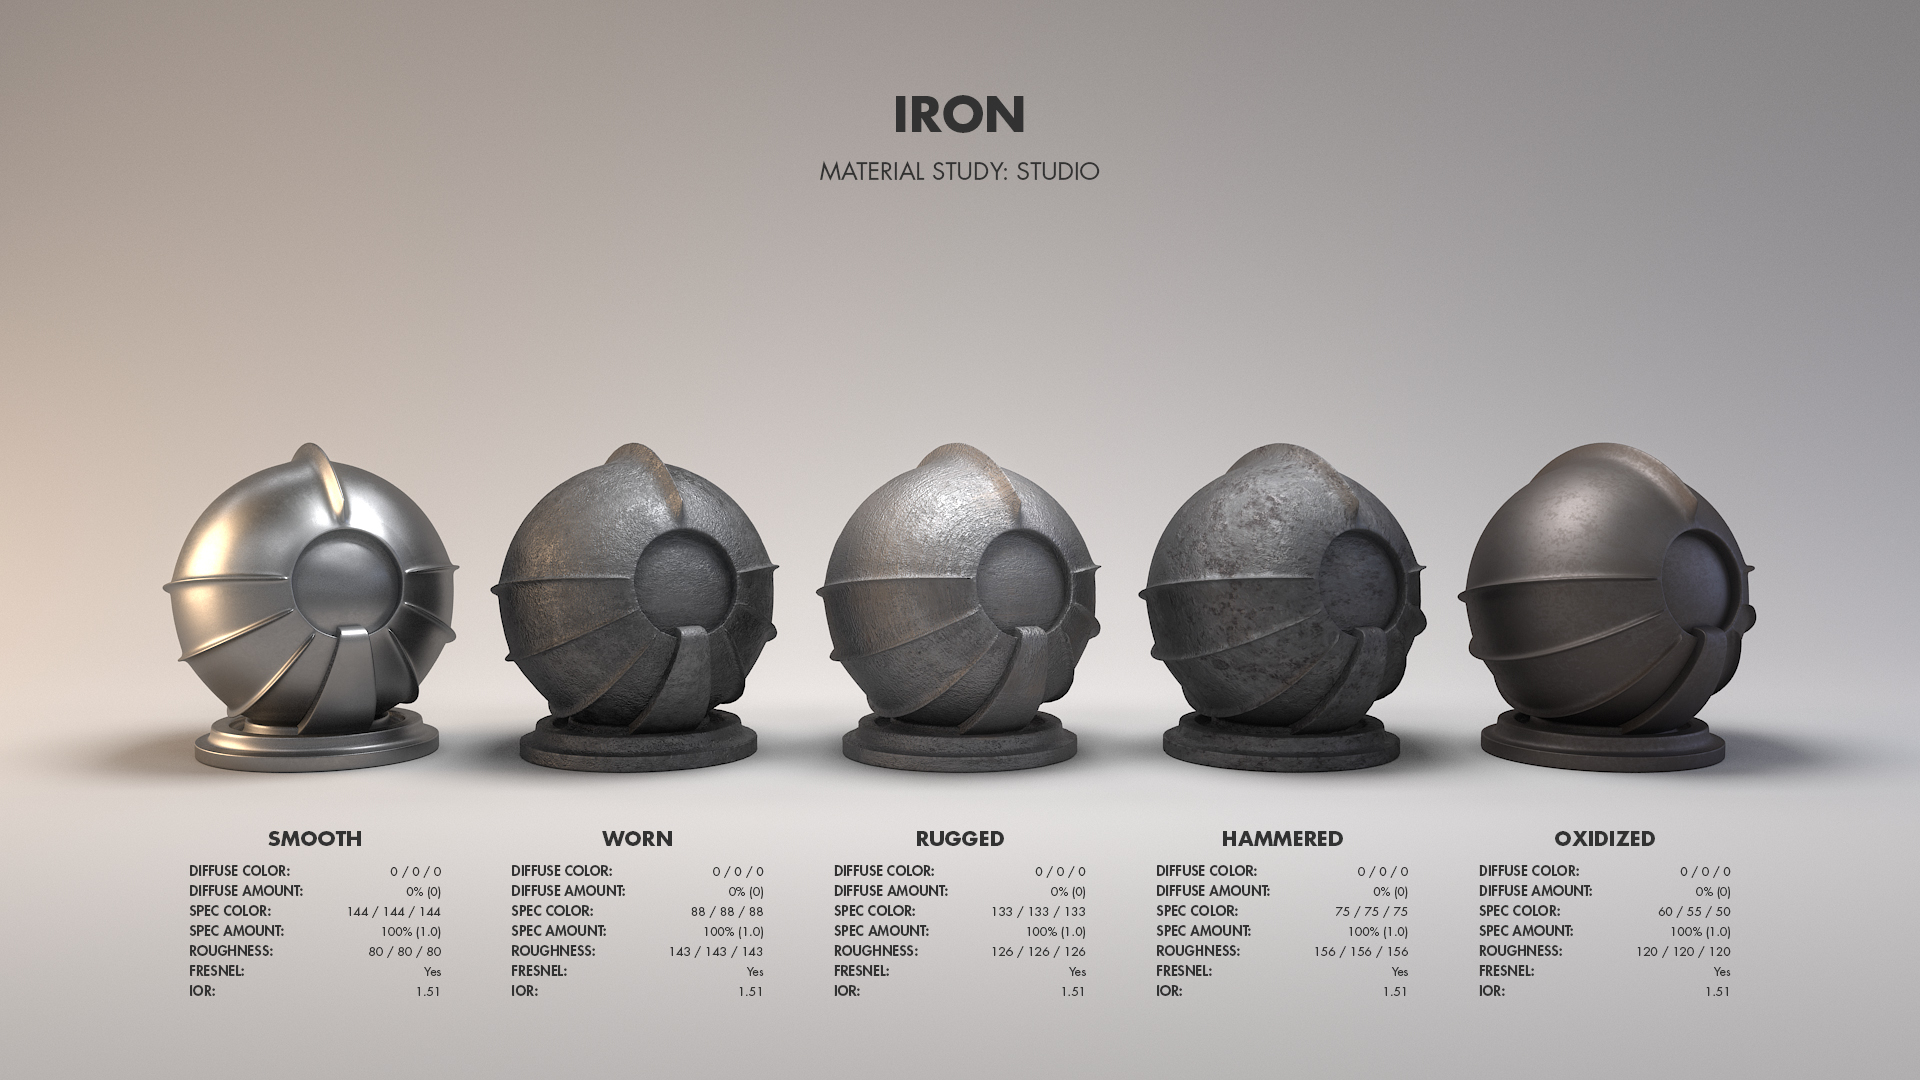 IRON
MATERIAL STUDY: STUDIO
SMOOTH
DIFFUSE COLOR: 0 / 0 / 0
DIFFUSE AMOUNT: 0% (0)
SPEC COLOR: 144 / 144 / 144
SPEC AMOUNT: 100% (1.0)
ROUGHNESS: 80 / 80 / 80
FRESNEL: Yes
IOR: 1.51
WORN
DIFFUSE COLOR: 0 / 0 / 0
DIFFUSE AMOUNT: 0% (0)
SPEC COLOR: 88 / 88 / 88
SPEC AMOUNT: 100% (1.0)
ROUGHNESS: 143 / 143 / 143
FRESNEL: Yes
IOR: 1.51
RUGGED
DIFFUSE COLOR: 0 / 0 / 0
DIFFUSE AMOUNT: 0% (0)
SPEC COLOR: 133 / 133 / 133
SPEC AMOUNT: 100% (1.0)
ROUGHNESS: 126 / 126 / 126
FRESNEL: Yes
IOR: 1.51
HAMMERED
DIFFUSE COLOR: 0 / 0 / 0
DIFFUSE AMOUNT: 0% (0)
SPEC COLOR: 75 / 75 / 75
SPEC AMOUNT: 100% (1.0)
ROUGHNESS: 156 / 156 / 156
FRESNEL: Yes
IOR: 1.51
OXIDIZED
DIFFUSE COLOR: 0 / 0 / 0
DIFFUSE AMOUNT: 0% (0)
SPEC COLOR: 60 / 55 / 50
SPEC AMOUNT: 100% (1.0)
ROUGHNESS: 120 / 120 / 120
FRESNEL: Yes
IOR: 1.51